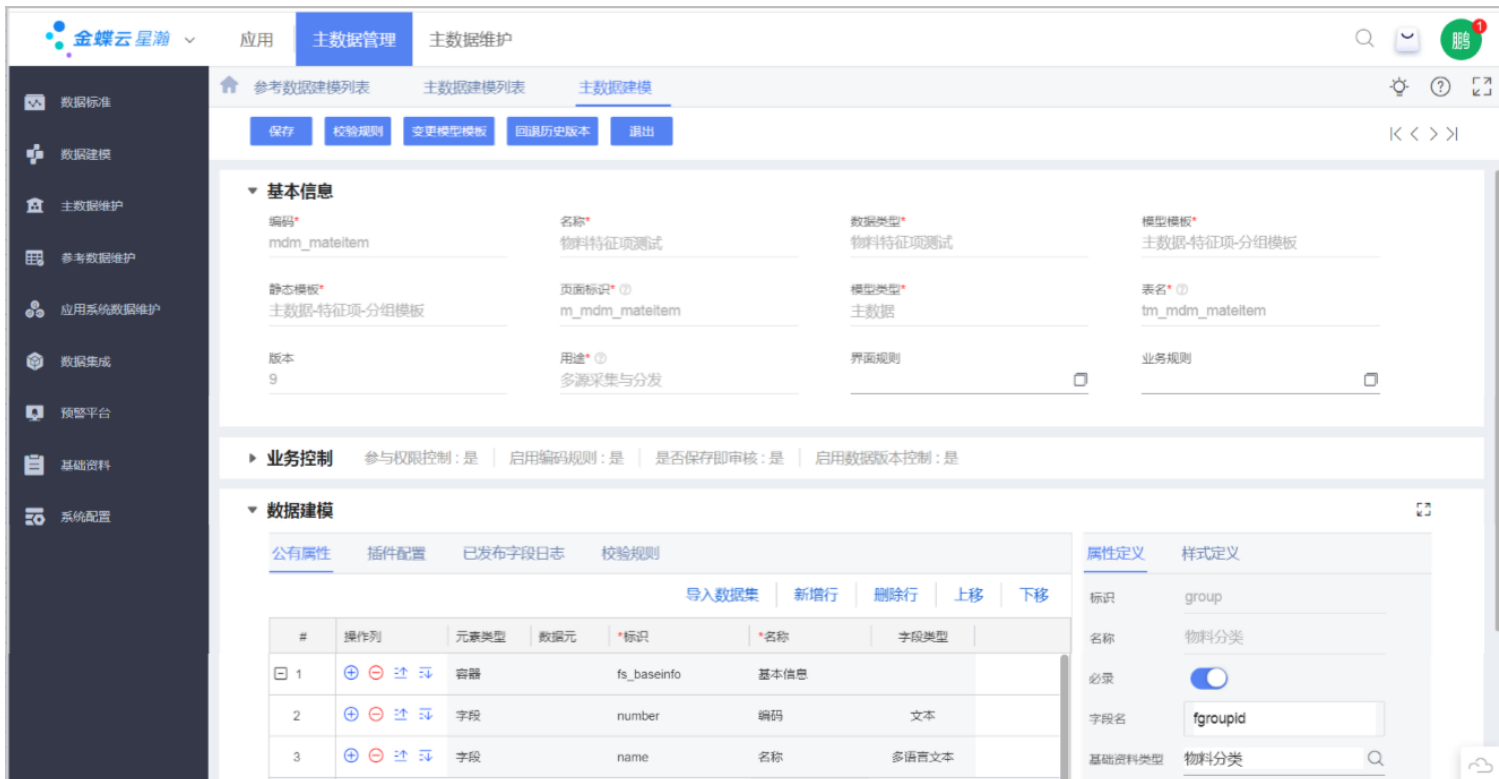 金蝶云 星瀚 应用 主数据管理 主数据维护 鹏 1
参考数据建模列表 主数据建模列表 主数据建模
数据标准
数据建模
主数据维护
参考数据维护
应用系统数据维护
数据集成
预警平台
基础资料
系统配置
保存 校验规则 变更模型模板 回退历史版本 退出
基本信息
编码* 名称* 数据类型* 模型模板*
mdm_mateitem 物料特征项测试 物料特征项测试 主数据-特征项-分组模板
静态模板* 页面标识* 模型类型* 表名*
主数据-特征项-分组模板 m_mdm_mateitem 主数据 tm_mdm_mateitem
版本 用途* 界面规则 业务规则
9 多源采集与分发
业务控制 参与权限控制 : 是 启用编码规则 : 是 是否保存即审核 : 是 启用数据版本控制 : 是
数据建模
公有属性 插件配置 已发布字段日志 校验规则
导入数据集 新增行 删除行 上移 下移
# 操作列 元素类型 数据元 *标识 *名称 字段类型
1 容器 fs_baseinfo 基本信息
2 字段 number 编码 文本
3 字段 name 名称 多语言文本
属性定义 样式定义
标识 group
名称 物料分类
必录
字段名 fgroupid
基础资料类型 物料分类